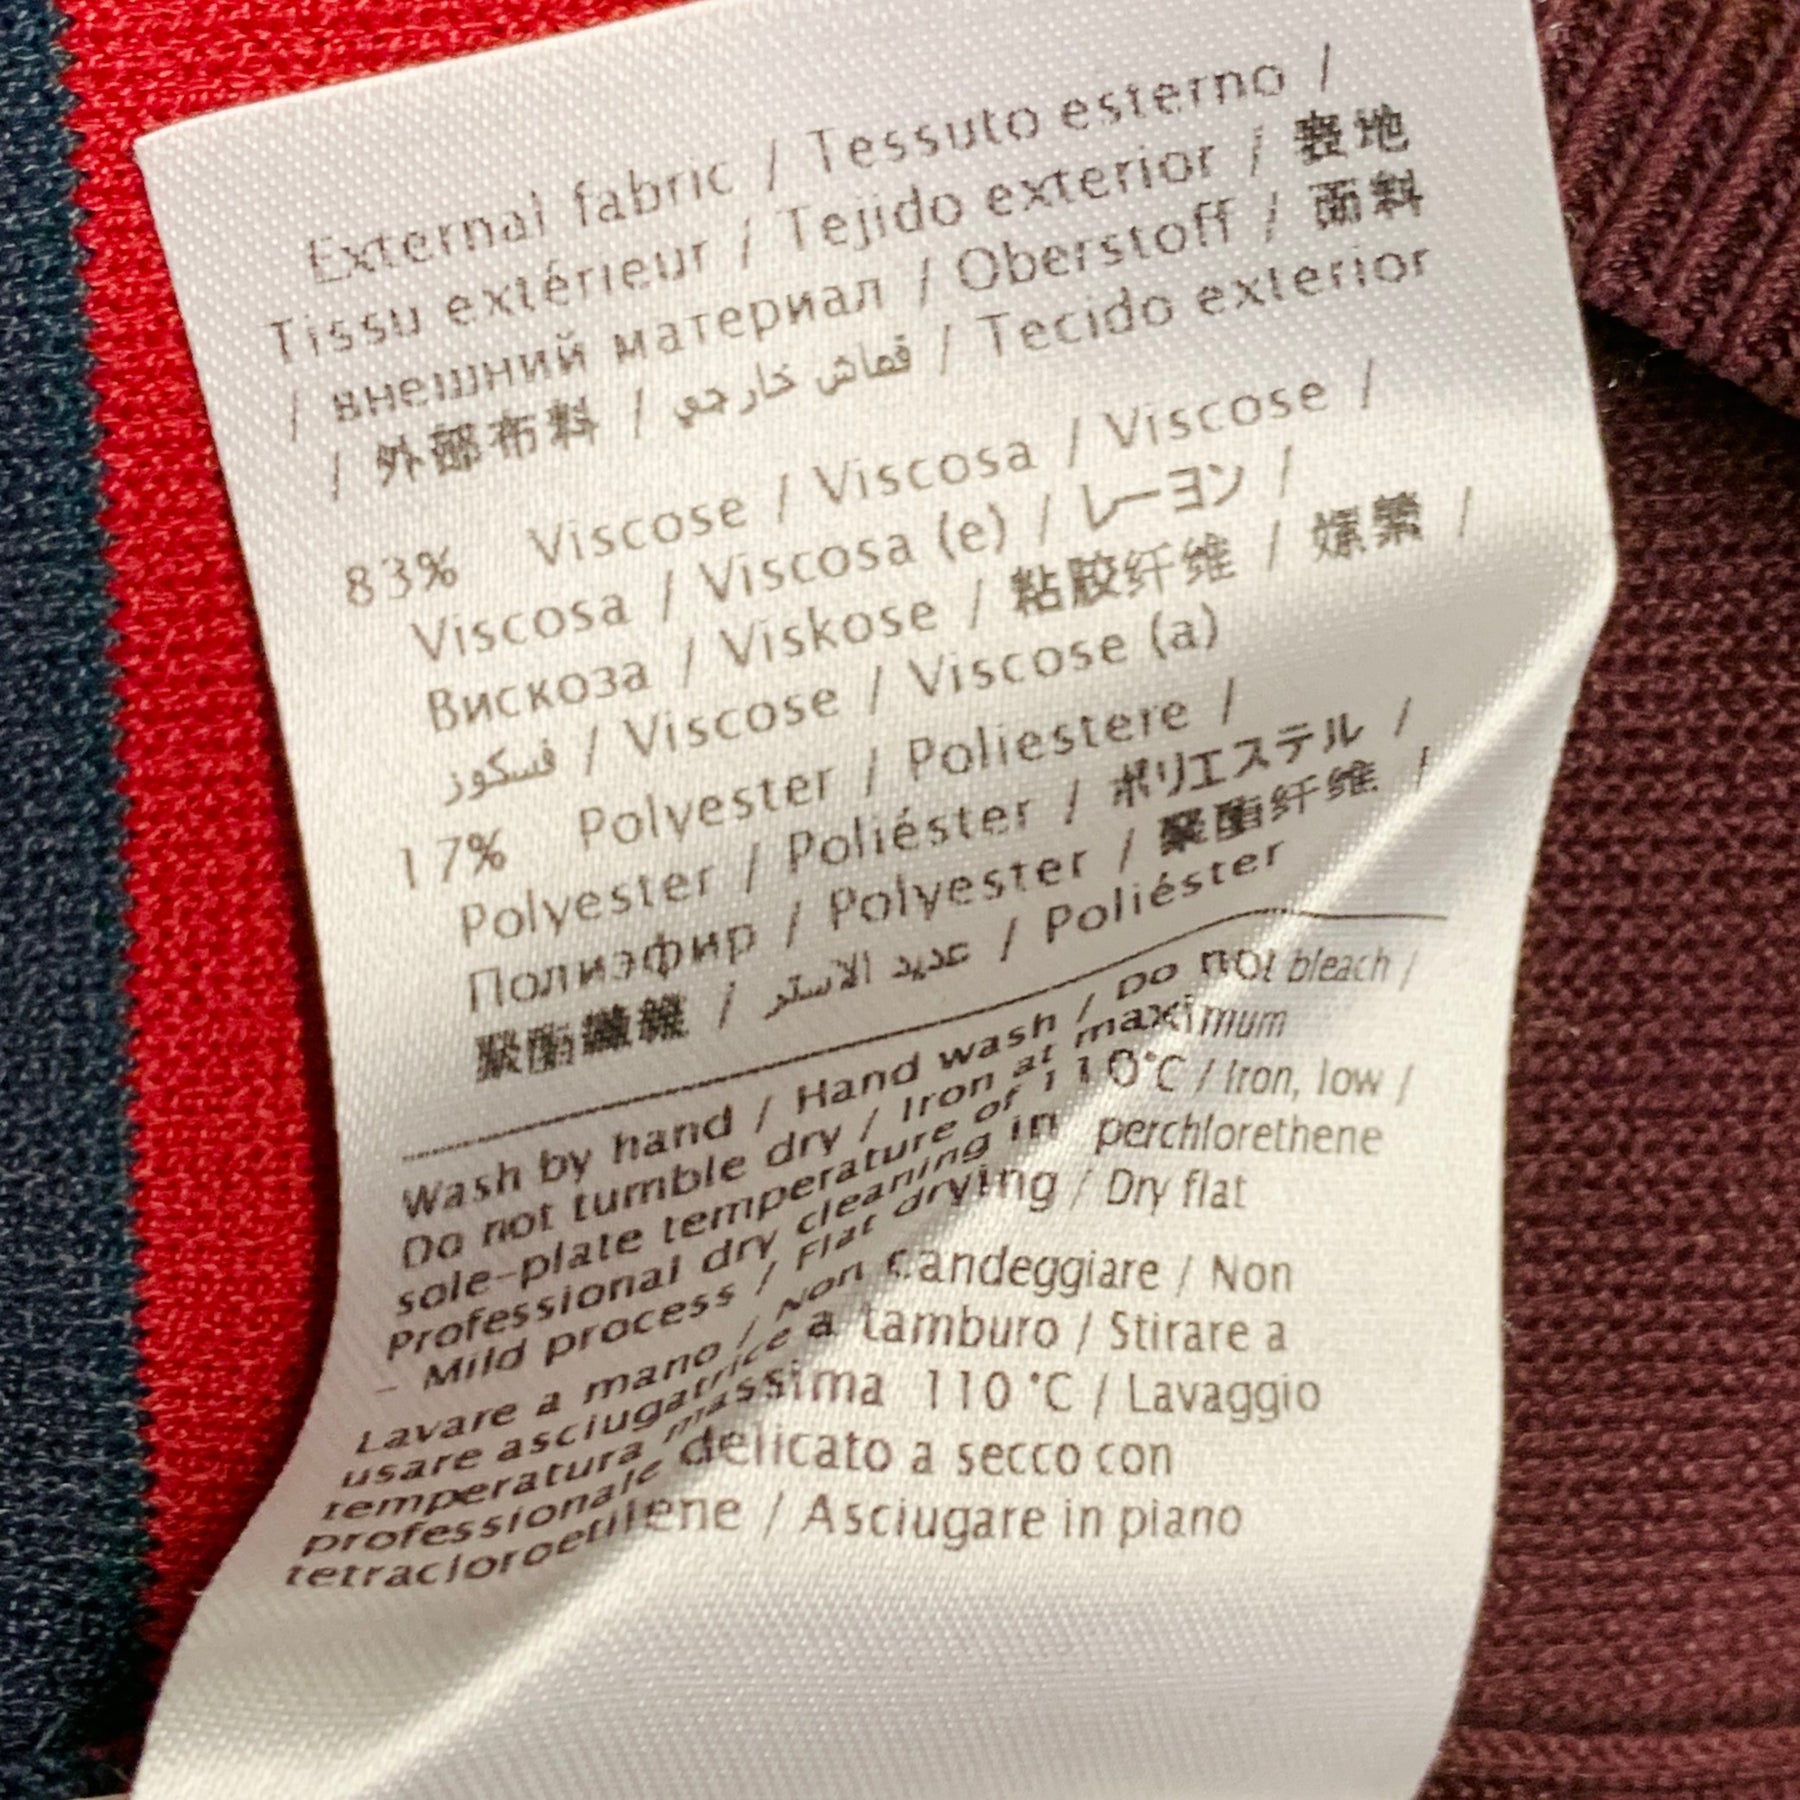 External fabric / Tessuto esterno /
Tissu extérieur / Tejido exterior / 表地
/ внешний материал / Oberstoff / 面料
/ 外部布料 / قماش خارجي / Tecido exterior
83% Viscose / Viscosa / Viscose /
Viscosa / Viscosa (e) / レーヨン /
Вискоза / Viskose / 粘胶纤维 / 嫘縈 /
فسكوز / Viscose / Viscose (a)
17% Polyester / Poliestere /
Polyester / Poliéster / ポリエステル /
Полиэфир / Polyester / 聚酯纤维 /
聚酯纖維 / عديد الاستر / Poliéster
Wash by hand / Hand wash / Do not bleach /
Do not tumble dry / Iron at maximum
sole-plate temperature of 110°C / Iron, low /
Professional dry cleaning in perchlorethene
- Mild process / Flat drying / Dry flat
Lavare a mano / Non candeggiare / Non
usare asciugatrice a tamburo / Stirare a
temperatura massima 110 °C / Lavaggio
professionale delicato a secco con
tetracloroetilene / Asciugare in piano